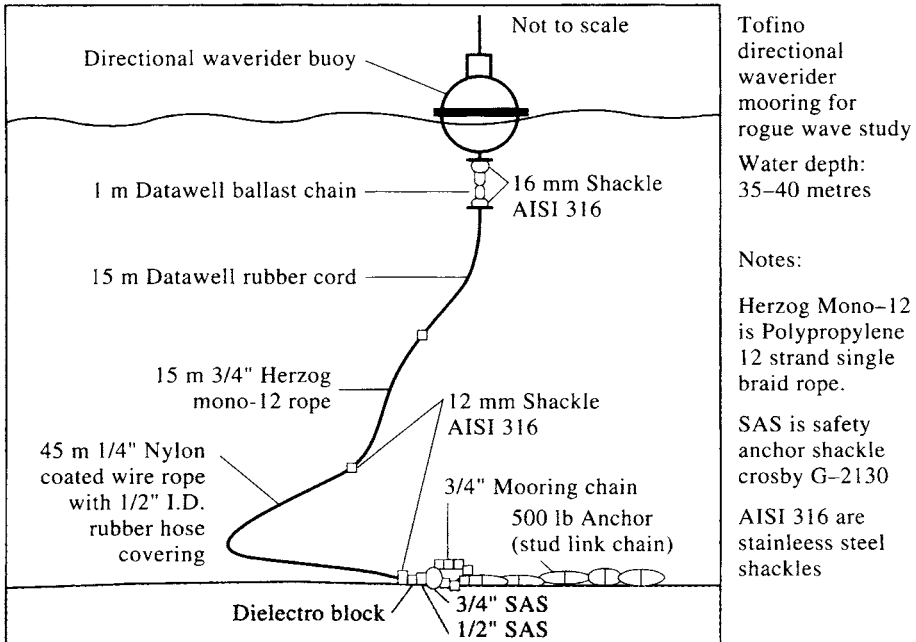 Not to scale
Directional waverider buoy
1 m Datawell ballast chain
16 mm Shackle
AISI 316
15 m Datawell rubber cord
15 m 3/4" Herzog
mono-12 rope
12 mm Shackle
AISI 316
45 m 1/4" Nylon
coated wire rope
with 1/2" I.D.
rubber hose
covering
3/4" Mooring chain
500 lb Anchor
(stud link chain)
Dielectro block
3/4" SAS
1/2" SAS
Tofino
directional
waverider
mooring for
rogue wave study
Water depth:
35–40 metres
Notes:
Herzog Mono–12
is Polypropylene
12 strand single
braid rope.
SAS is safety
anchor shackle
crosby G–2130
AISI 316 are
stainleess steel
shackles